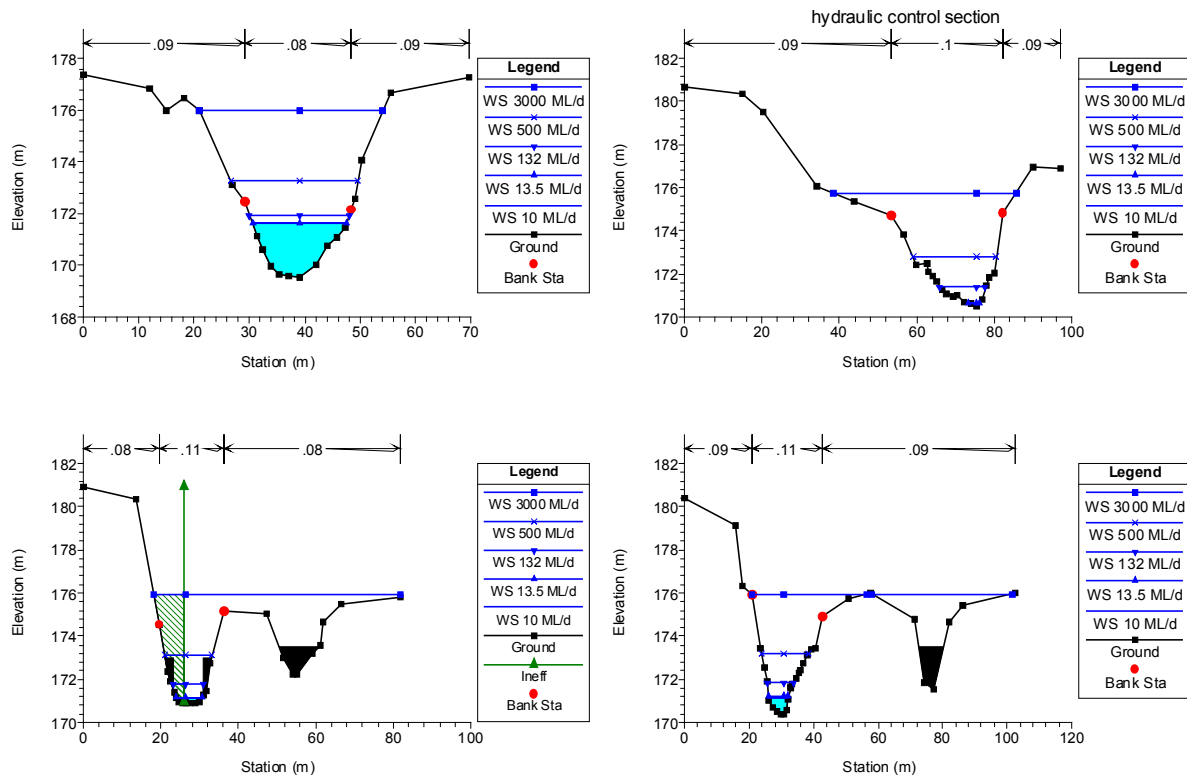 hydraulic control section
.09 .08 .09
178
176
174
172
170
168
0 10 20 30 40 50 60 70
Station (m)
Elevation (m)
Legend
WS 3000 ML/d
WS 500 ML/d
WS 132 ML/d
WS 13.5 ML/d
WS 10 ML/d
Ground
Bank Sta
.09 .1 .09
182
180
178
176
174
172
170
0 20 40 60 80 100
Station (m)
Elevation (m)
Legend
WS 3000 ML/d
WS 500 ML/d
WS 132 ML/d
WS 13.5 ML/d
WS 10 ML/d
Ground
Bank Sta
.08 .11 .08
182
180
178
176
174
172
170
0 20 40 60 80 100
Station (m)
Elevation (m)
Legend
WS 3000 ML/d
WS 500 ML/d
WS 132 ML/d
WS 13.5 ML/d
WS 10 ML/d
Ground
Ineff
Bank Sta
.09 .11 .09
182
180
178
176
174
172
170
0 20 40 60 80 100 120
Station (m)
Elevation (m)
Legend
WS 3000 ML/d
WS 500 ML/d
WS 132 ML/d
WS 13.5 ML/d
WS 10 ML/d
Ground
Bank Sta